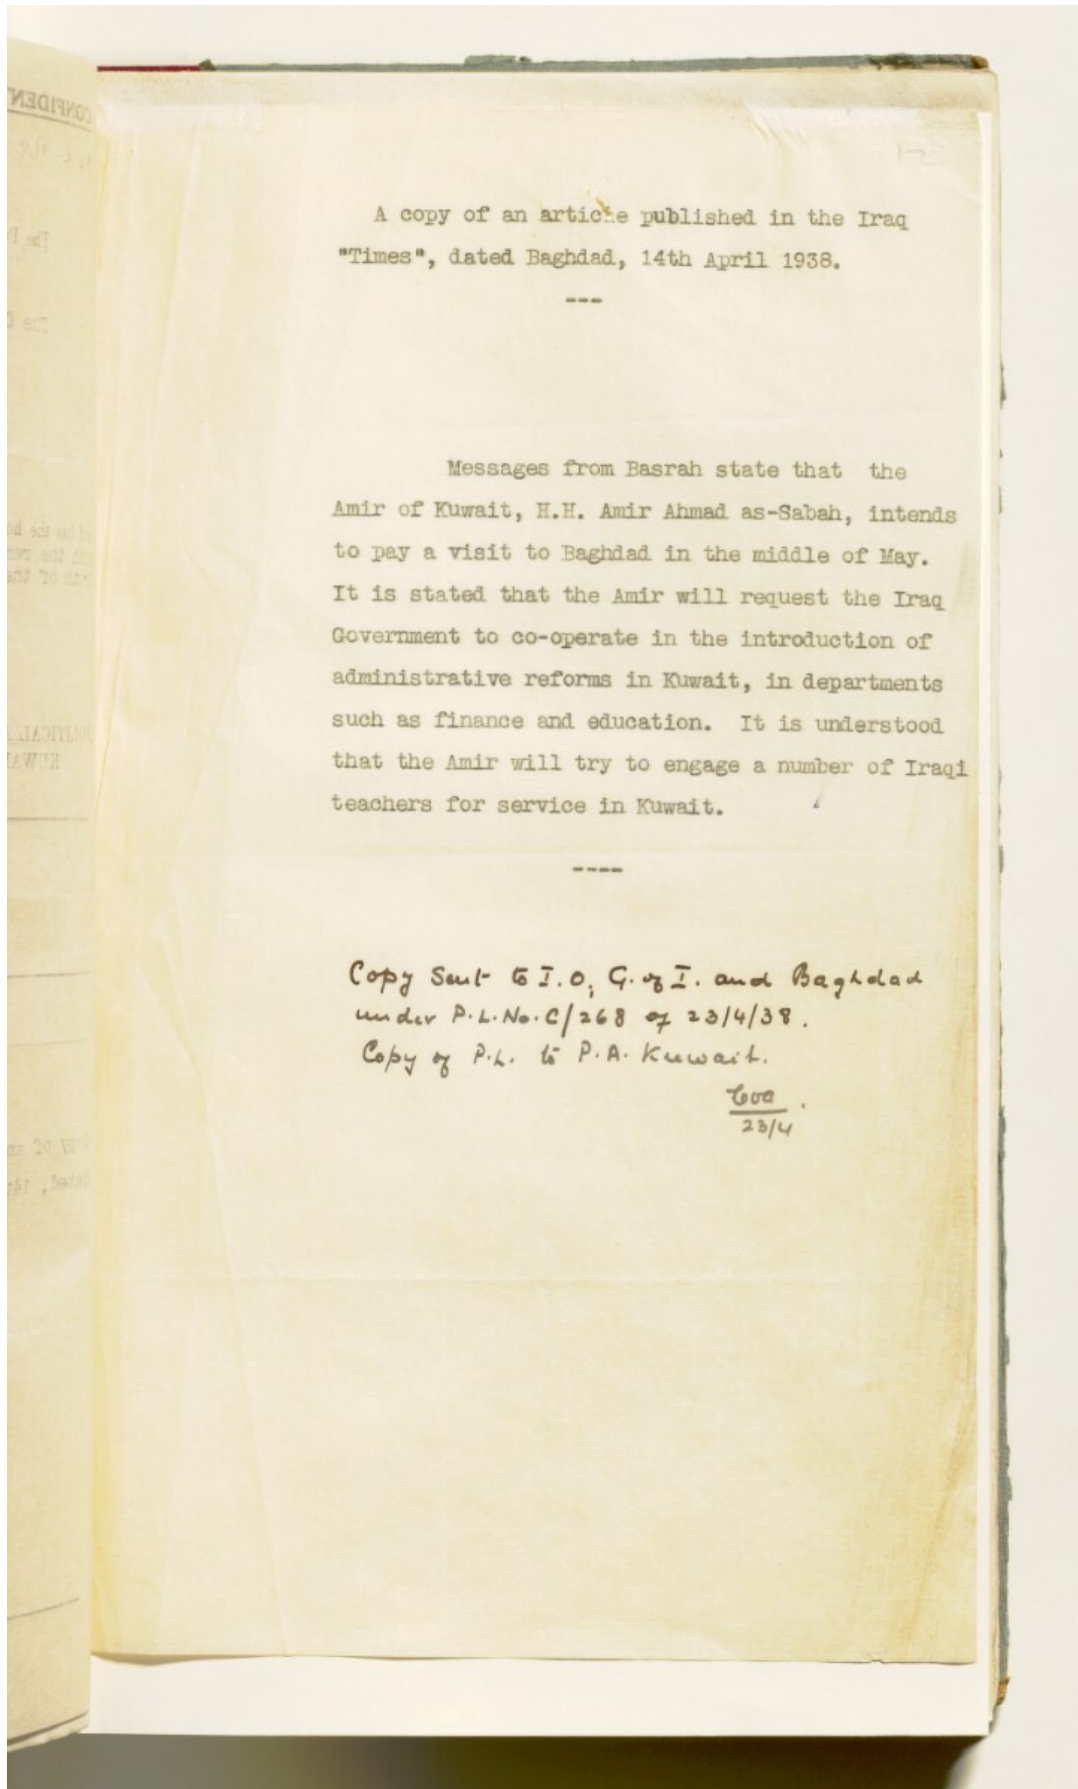 A copy of an article published in the Iraq
"Times", dated Baghdad, 14th April 1938.
---
Messages from Basrah state that the
Amir of Kuwait, H.H. Amir Ahmad as-Sabah, intends
to pay a visit to Baghdad in the middle of May.
It is stated that the Amir will request the Iraq
Government to co-operate in the introduction of
administrative reforms in Kuwait, in departments
such as finance and education. It is understood
that the Amir will try to engage a number of Iraqi
teachers for service in Kuwait.
----
Copy Sent to I.O, G. of I. and Baghdad
under P.L. No. C/268 of 23/4/38.
Copy of P.L. to P.A. Kuwait.
23/4